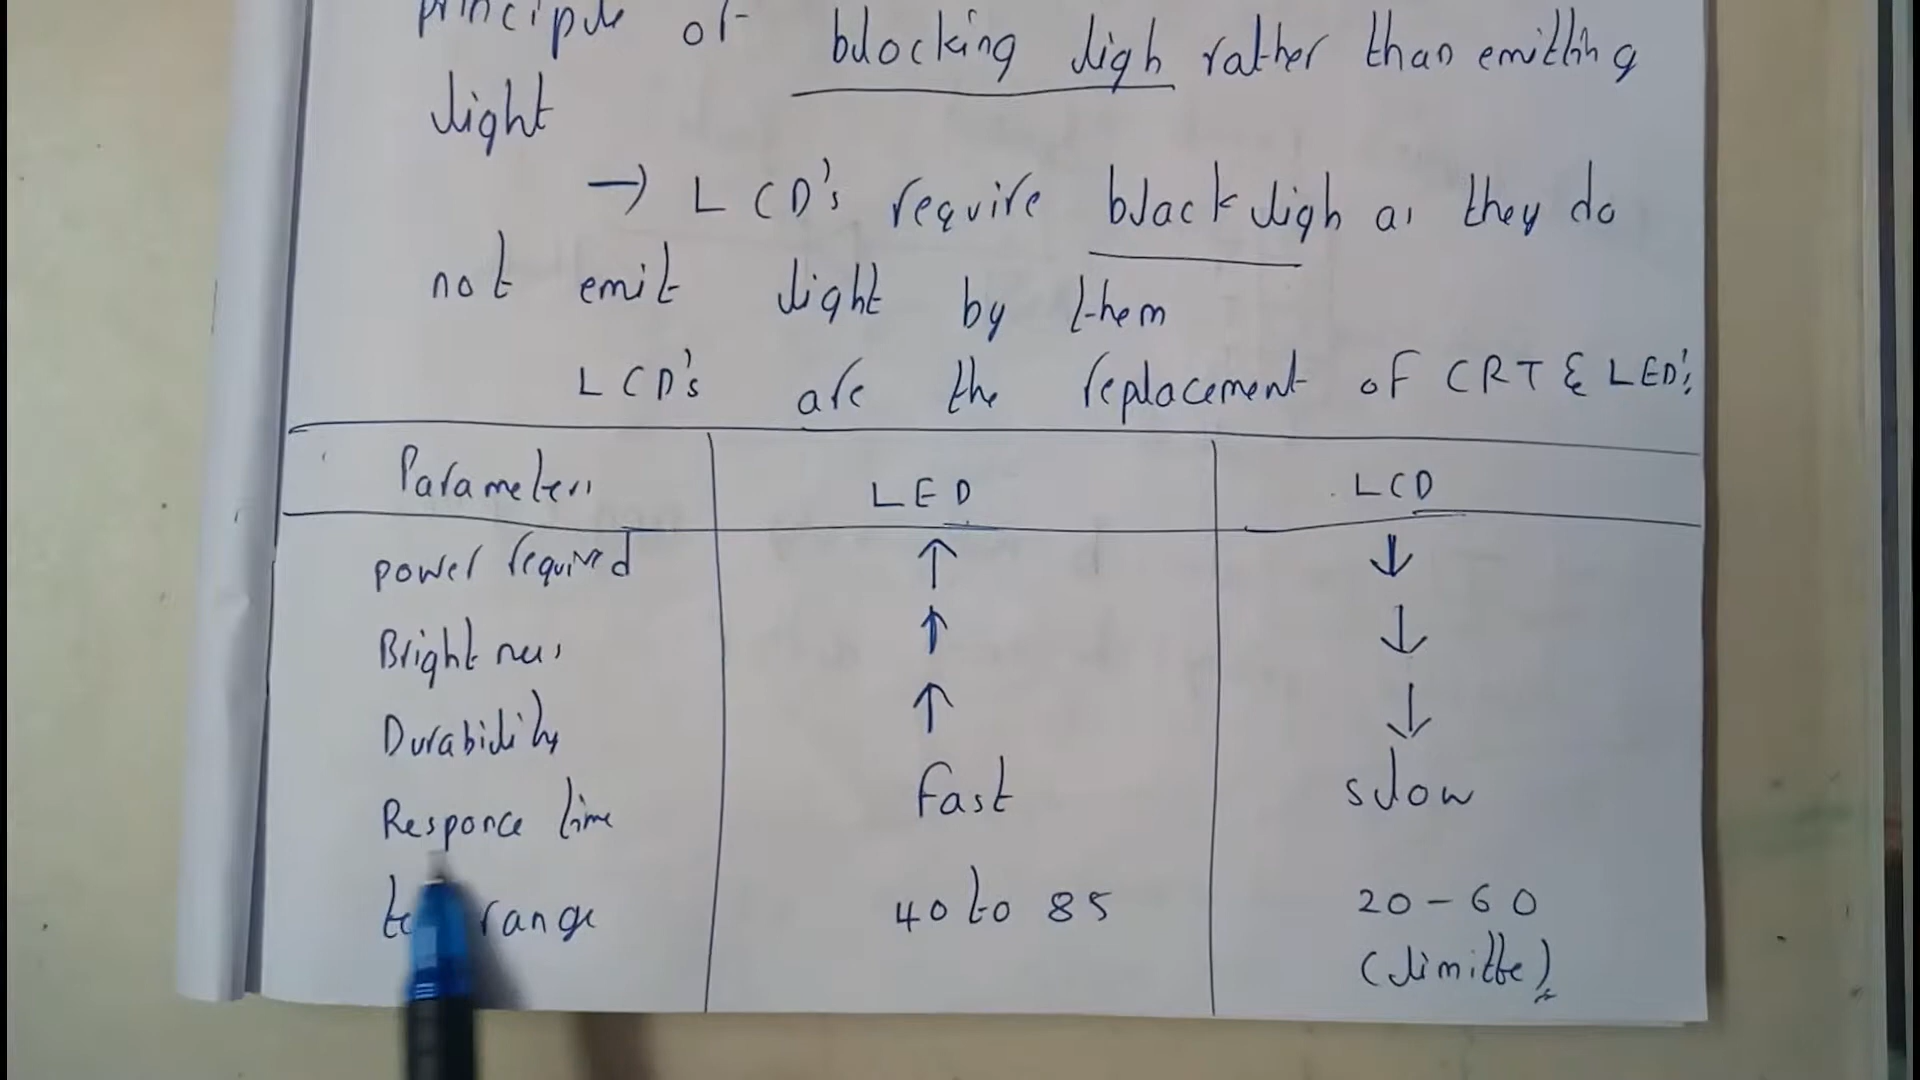 principle of blocking ligh rather than emitting
light
→ LCD's require back ligh as they do
not emit light by them
LCD's are the replacement of CRT & LED's
Parameters LED LCD
power required ↑ ↓
Brightness ↑ ↓
Durability ↑ ↓
Responce time Fast slow
range 40 to 85 20-60
(limitte)